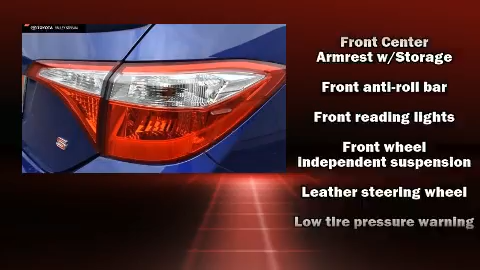 TOYOTA
Front Center
Armrest w/Storage
Front anti-roll bar
Front reading lights
Front wheel
Independent suspension
Leather steering wheel
Low tire pressure warning